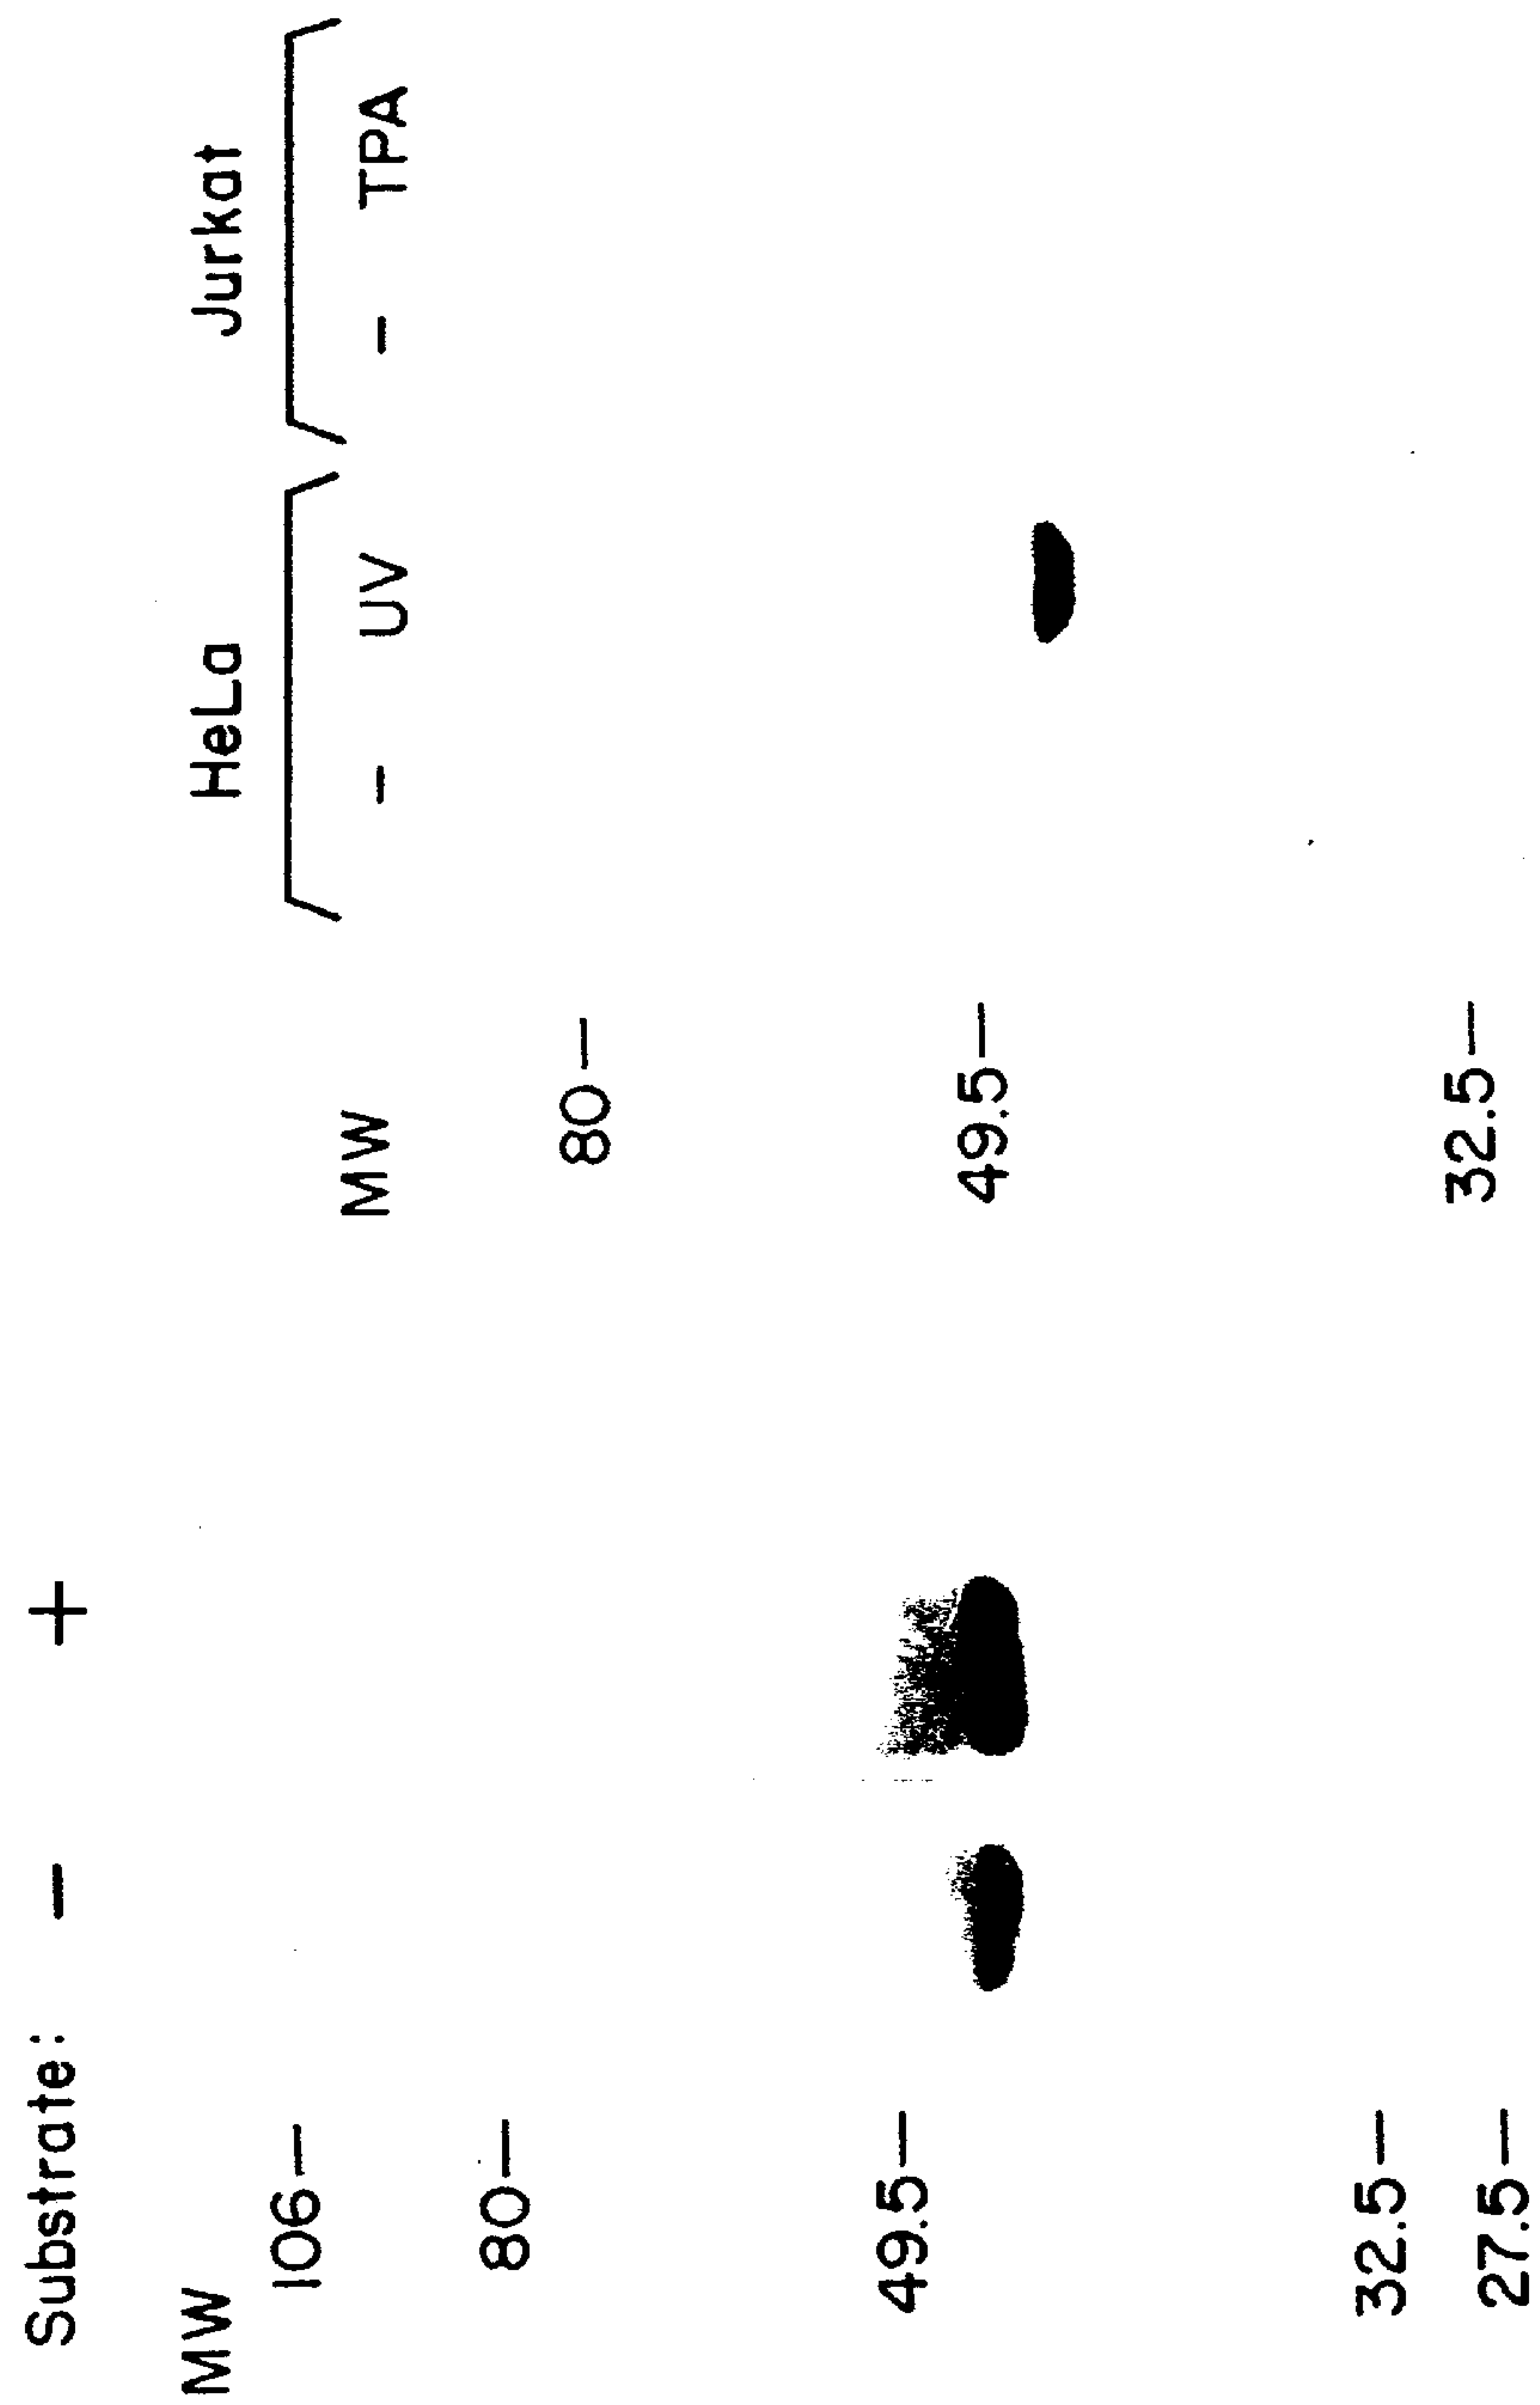 Substrate: - +
MW
106-
80-
49.5-
32.5-
27.5-
HeLa Jurkat
MW - UV - TPA
80-
49.5-
32.5-